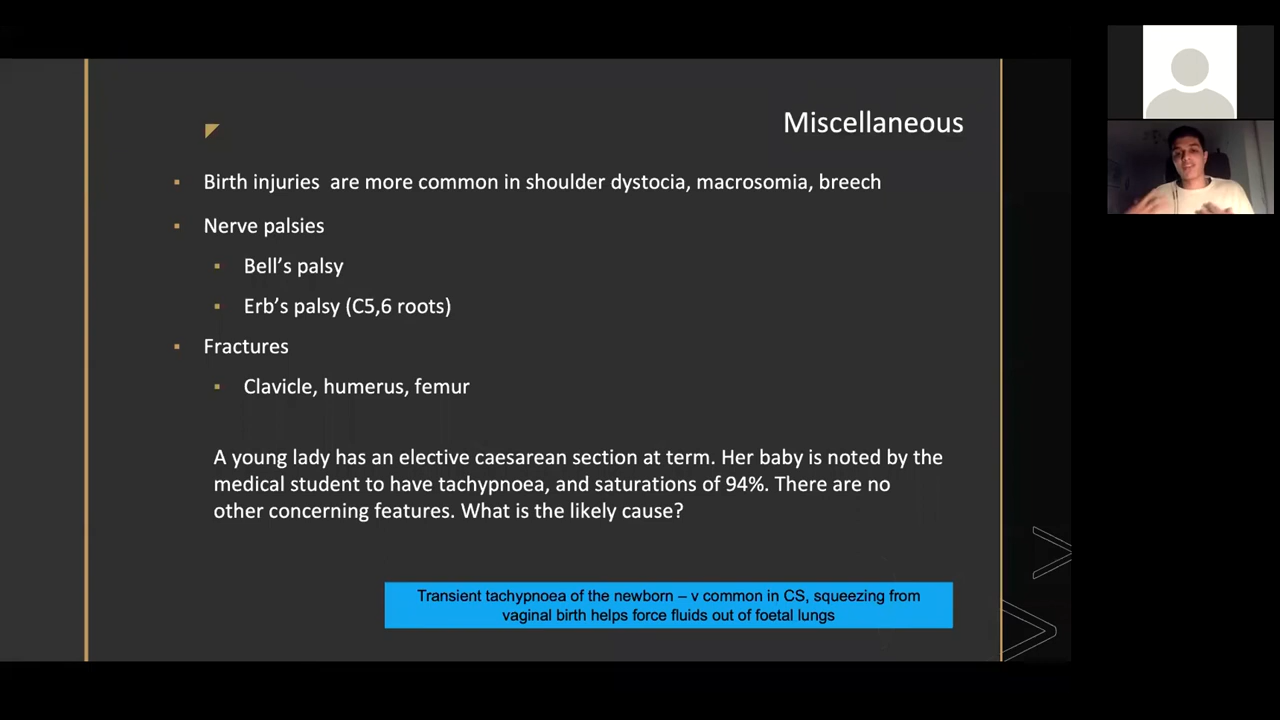 Miscellaneous
▪ Birth injuries  are more common in shoulder dystocia, macrosomia, breech
▪ Nerve palsies
▪ Bell’s palsy
▪ Erb’s palsy (C5,6 roots)
▪ Fractures
▪ Clavicle, humerus, femur
A young lady has an elective caesarean section at term. Her baby is noted by the
medical student to have tachypnoea, and saturations of 94%. There are no
other concerning features. What is the likely cause?
Transient tachypnoea of the newborn – v common in CS, squeezing from
vaginal birth helps force fluids out of foetal lungs